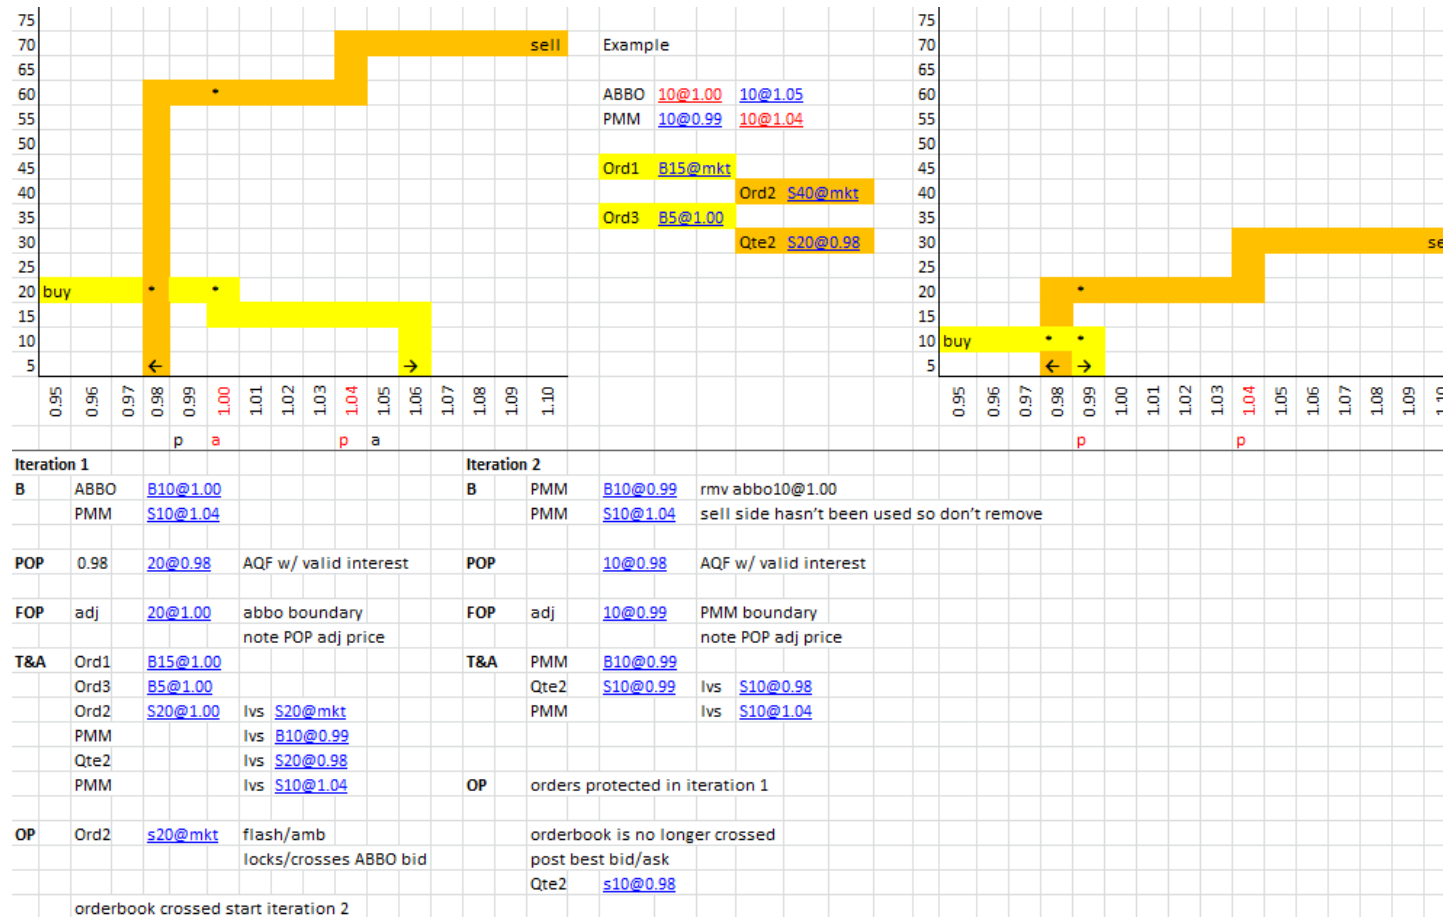 75 75
70 sell Example 70
65 65
60 * ABBO 10@1.00 10@1.05 60
55 PMM 10@0.99 10@1.04 55
50 50
45 Ord1 B15@mkt 45
40 Ord2 S40@mkt 40
35 Ord3 B5@1.00 35
30 Qte2 S20@0.98 30 se
25 25
20 buy * * 20 *
15 15
10 10 buy * *
5 ← → 5 ← →
0.95 0.96 0.97 0.98 0.99 1.00 1.01 1.02 1.03 1.04 1.05 1.06 1.07 1.08 1.09 1.10 0.95 0.96 0.97 0.98 0.99 1.00 1.01 1.02 1.03 1.04 1.05 1.06 1.07 1.08 1.09
p a p a p p
Iteration 1 Iteration 2
B ABBO B10@1.00 B PMM B10@0.99 rmv abbo10@1.00
PMM S10@1.04 PMM S10@1.04 sell side hasn't been used so don't remove
POP 0.98 20@0.98 AQF w/ valid interest POP 10@0.98 AQF w/ valid interest
FOP adj 20@1.00 abbo boundary FOP adj 10@0.99 PMM boundary
note POP adj price note POP adj price
T&A Ord1 B15@1.00 T&A PMM B10@0.99
Ord3 B5@1.00 Qte2 S10@0.99 lvs S10@0.98
Ord2 S20@1.00 lvs S20@mkt PMM lvs S10@1.04
PMM lvs B10@0.99
Qte2 lvs S20@0.98
PMM lvs S10@1.04 OP orders protected in iteration 1
OP Ord2 s20@mkt flash/amb orderbook is no longer crossed
locks/crosses ABBO bid post best bid/ask
Qte2 s10@0.98
orderbook crossed start iteration 2